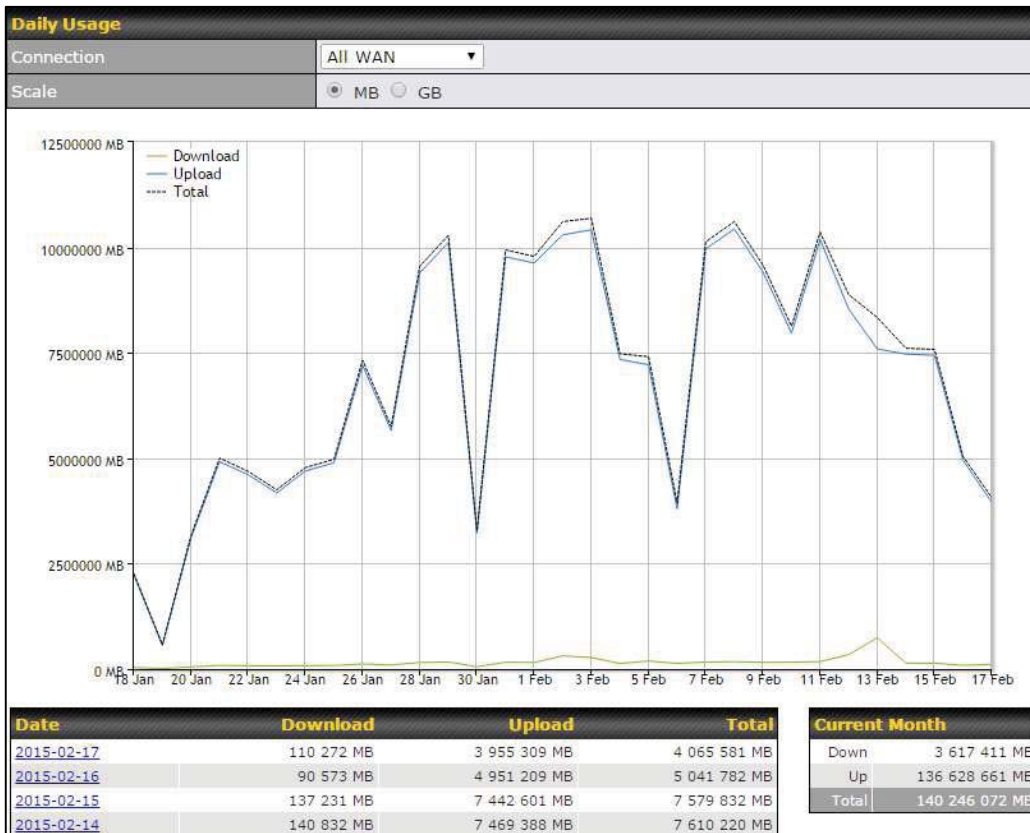 Daily Usage
Connection All WAN
Scale MB GB
12500000 MB
Download
Upload
Total
10000000 MB
7500000 MB
5000000 MB
2500000 MB
0 MB
18 Jan 20 Jan 22 Jan 24 Jan 26 Jan 28 Jan 30 Jan 1 Feb 3 Feb 5 Feb 7 Feb 9 Feb 11 Feb 13 Feb 15 Feb 17 Feb
Date Download Upload Total
2015-02-17 110 272 MB 3 955 309 MB 4 065 581 MB
2015-02-16 90 573 MB 4 951 209 MB 5 041 782 MB
2015-02-15 137 231 MB 7 442 601 MB 7 579 832 MB
2015-02-14 140 832 MB 7 469 388 MB 7 610 220 MB
Current Month
Down 3 617 411 MB
Up 136 628 661 MB
Total 140 246 072 MB